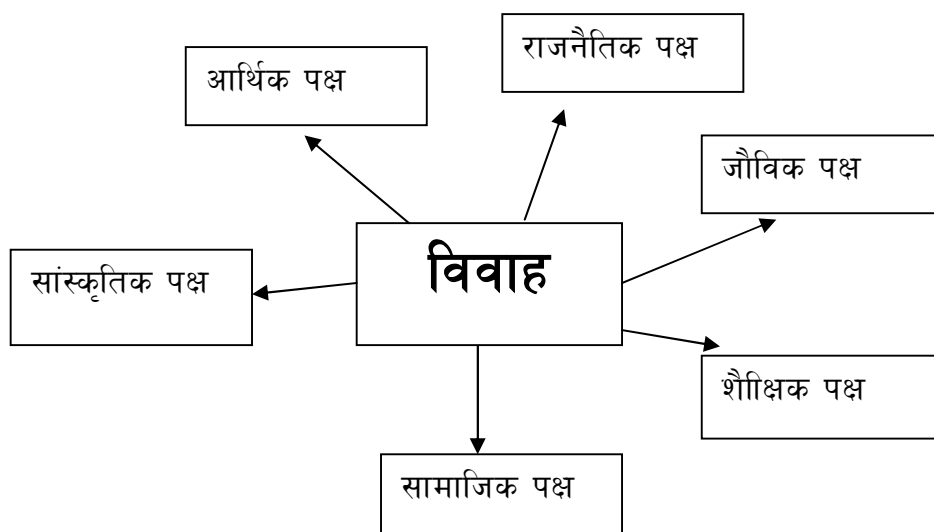 राजनैतिक पक्ष
आर्थिक पक्ष
जौविक पक्ष
विवाह
सांस्कृतिक पक्ष
शैाक्षिक पक्ष
सामाजिक पक्ष